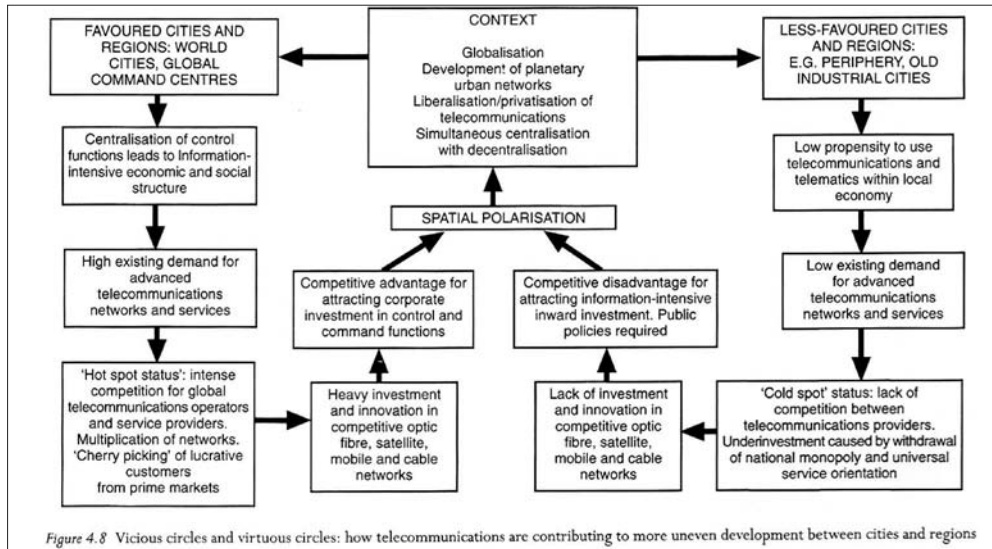 CONTEXT
Globalisation
Development of planetary
urban networks
Liberalisation/privatisation of
telecommunications
Simultaneous centralisation
with decentralisation
FAVOURED CITIES AND
REGIONS: WORLD
CITIES, GLOBAL
COMMAND CENTRES
Centralisation of control
functions leads to Information-
intensive economic and social
structure
High existing demand for
advanced
telecommunications
networks and services
'Hot spot status': intense
competition for global
telecommunications operators
and service providers.
Multiplication of networks.
'Cherry picking' of lucrative
customers
from prime markets
Heavy investment
and innovation in
competitive optic
fibre, satellite,
mobile and cable
networks
Competitive advantage for
attracting corporate
investment in control and
command functions
SPATIAL POLARISATION
LESS-FAVOURED CITIES
AND REGIONS:
E.G. PERIPHERY, OLD
INDUSTRIAL CITIES
Low propensity to use
telecommunications and
telematics within local
economy
Low existing demand
for advanced
telecommunications
networks and services
'Cold spot' status: lack of
competition between
telecommunications providers.
Underinvestment caused by withdrawal
of national monopoly and universal
service orientation
Lack of investment
and innovation in
competitive optic
fibre, satellite,
mobile and cable
networks
Competitive disadvantage for
attracting information-intensive
inward investment. Public
policies required
Figure 4.8 Vicious circles and virtuous circles: how telecommunications are contributing to more uneven development between cities and regions